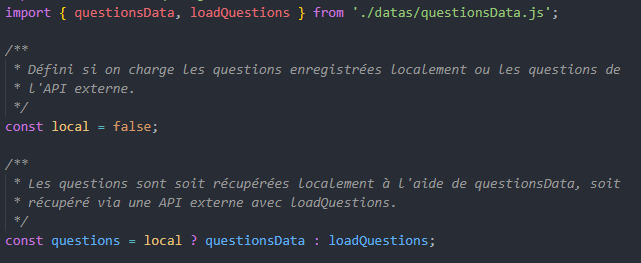 import { questionsData, loadQuestions } from './datas/questionsData.js';
/**
* Défini si on charge les questions enregistrées localement ou les questions de
* l'API externe.
*/
const local = false;
/**
* Les questions sont soit récupérées localement à l'aide de questionsData, soit
* récupéré via une API externe avec loadQuestions.
*/
const questions = local ? questionsData : loadQuestions;